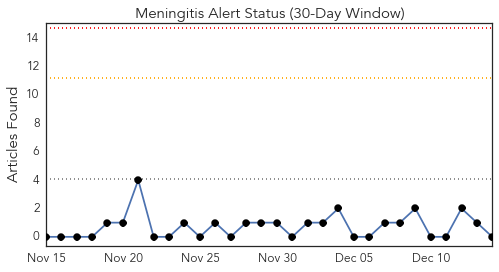 Meningitis Alert Status (30-Day Window)
Articles Found
14
12
10
8
6
4
2
0
Nov 15 Nov 20 Nov 25 Nov 30 Dec 05 Dec 10